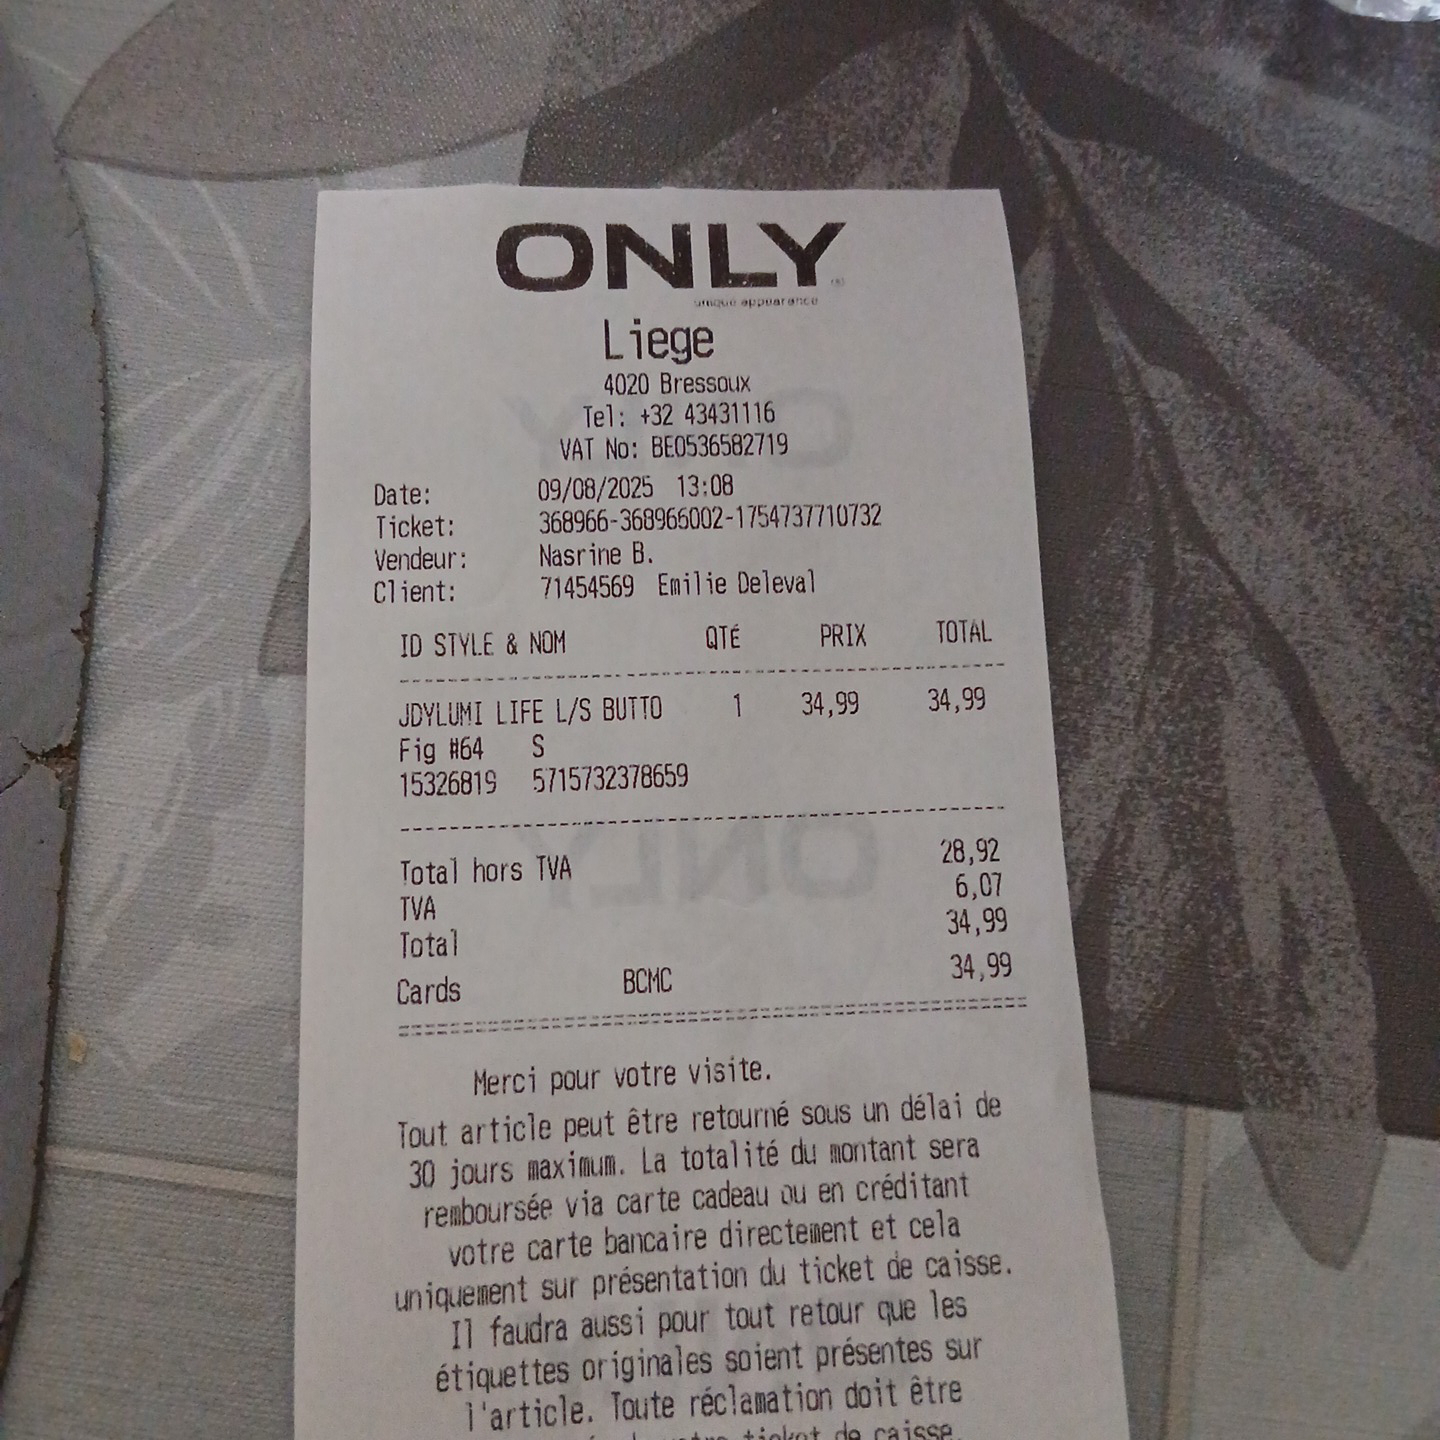 ONLY
unique appearance
Liege
4020 Bressoux
Tel: +32 43431116
VAT No: BE0536582719
Date: 09/08/2025 13:08
Ticket: 368966-368966002-1754737710732
Vendeur: Nasrine B.
Client: 71454569 Emilie Deleval
ID STYLE & NOM QTÉ PRIX TOTAL
JDYLUMI LIFE L/S BUTTO 1 34,99 34,99
Fig #64 S
15326819 5715732378659
Total hors TVA 28,92
TVA 6,07
Total 34,99
Cards BCMC 34,99
Merci pour votre visite.
Tout article peut être retourné sous un délai de
30 jours maximum. La totalité du montant sera
remboursée via carte cadeau ou en créditant
votre carte bancaire directement et cela
uniquement sur présentation du ticket de caisse.
Il faudra aussi pour tout retour que les
étiquettes originales soient présentes sur
l'article. Toute réclamation doit être
votre ticket de caisse.